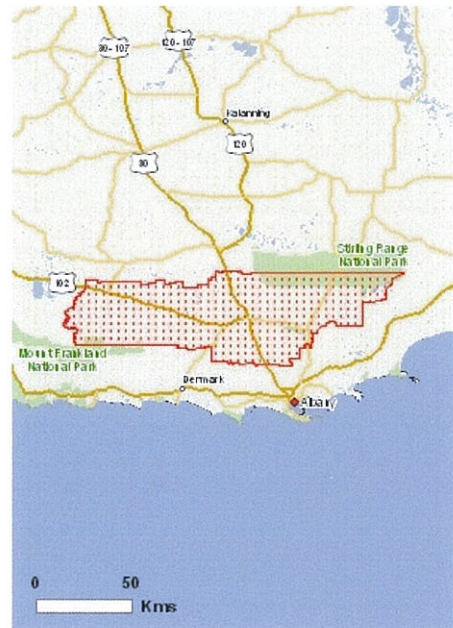 30 - 107
120 - 107
Katanning
120
30
Stirling Range
National Park
102
Mount Frankland
National Park
Denmark
Albany
0 50
Kms